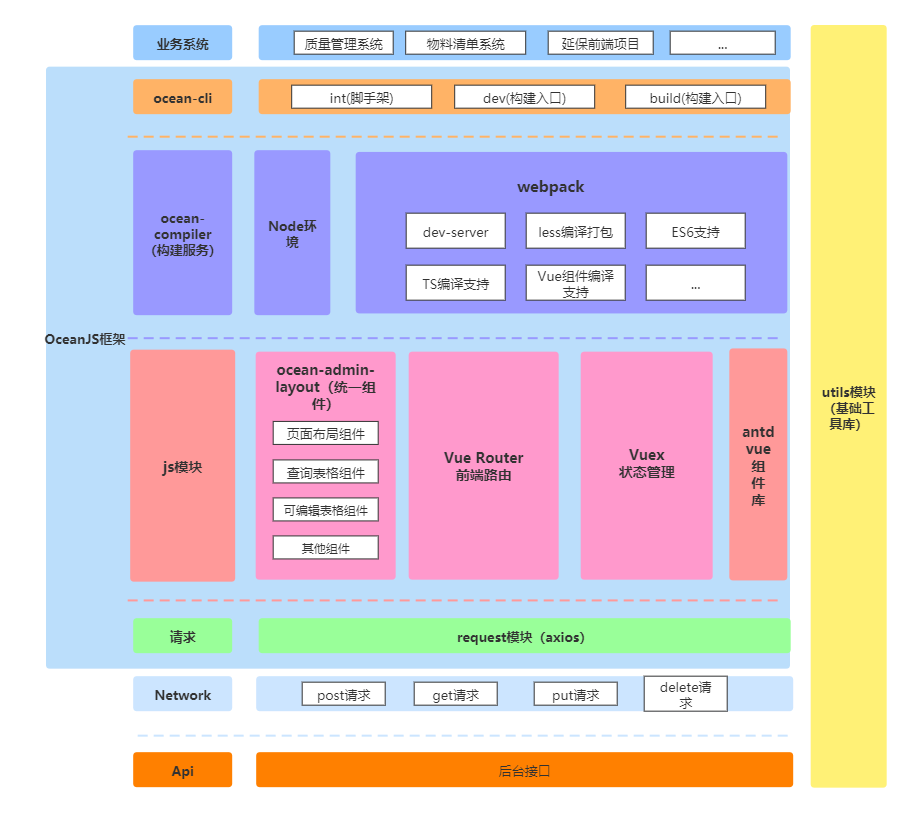 业务系统
质量管理系统
物料清单系统
延保前端项目
...
ocean-cli
int(脚手架)
dev(构建入口)
build(构建入口)
ocean-
compiler
(构建服务)
Node环
境
webpack
dev-server
less编译打包
ES6支持
TS编译支持
Vue组件编译
支持
...
OceanJS框架
js模块
ocean-admin-
layout（统一组
件）
页面布局组件
查询表格组件
可编辑表格组件
其他组件
Vue Router
前端路由
Vuex
状态管理
antd
vue
组
件
库
请求
request模块（axios）
Network
post请求
get请求
put请求
delete请
求
Api
后台接口
utils模块
（基础工
具库）